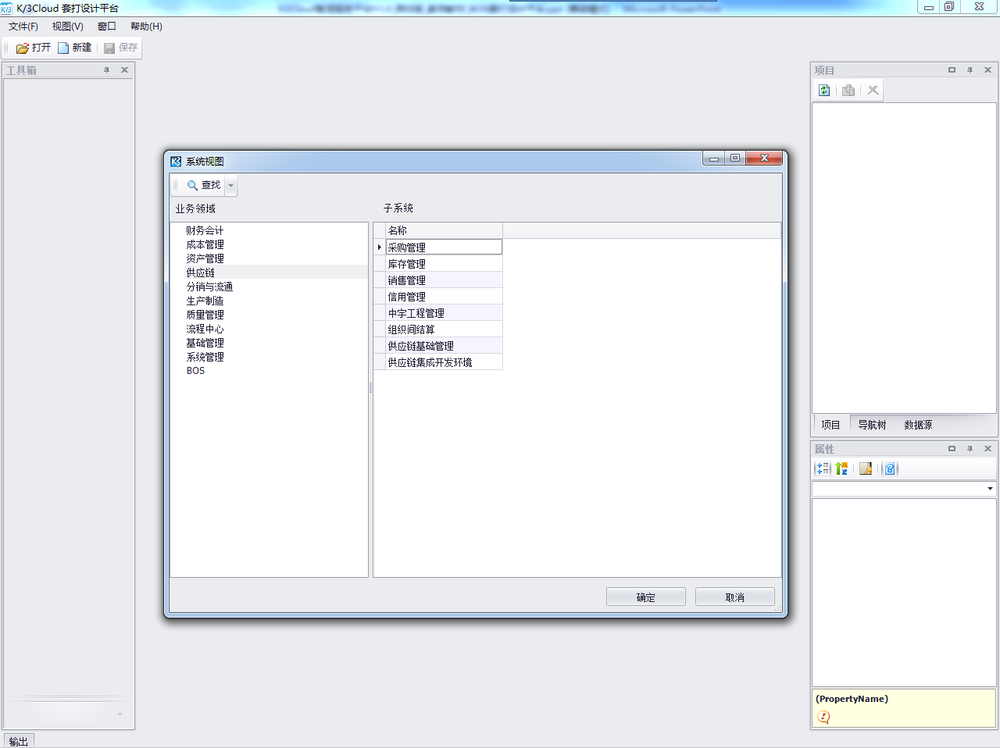 K/3Cloud 套打设计平台
文件(F) 视图(V) 窗口 帮助(H)
打开 新建 保存
工具箱
项目
系统视图
查找
业务领域 子系统
财务会计
成本管理
资产管理
供应链
分销与流通
生产制造
质量管理
流程中心
基础管理
系统管理
BOS
名称
采购管理
库存管理
销售管理
信用管理
中宇工程管理
组织间结算
供应链基础管理
供应链集成开发环境
确定 取消
项目 导航树 数据源
属性
(PropertyName)
输出